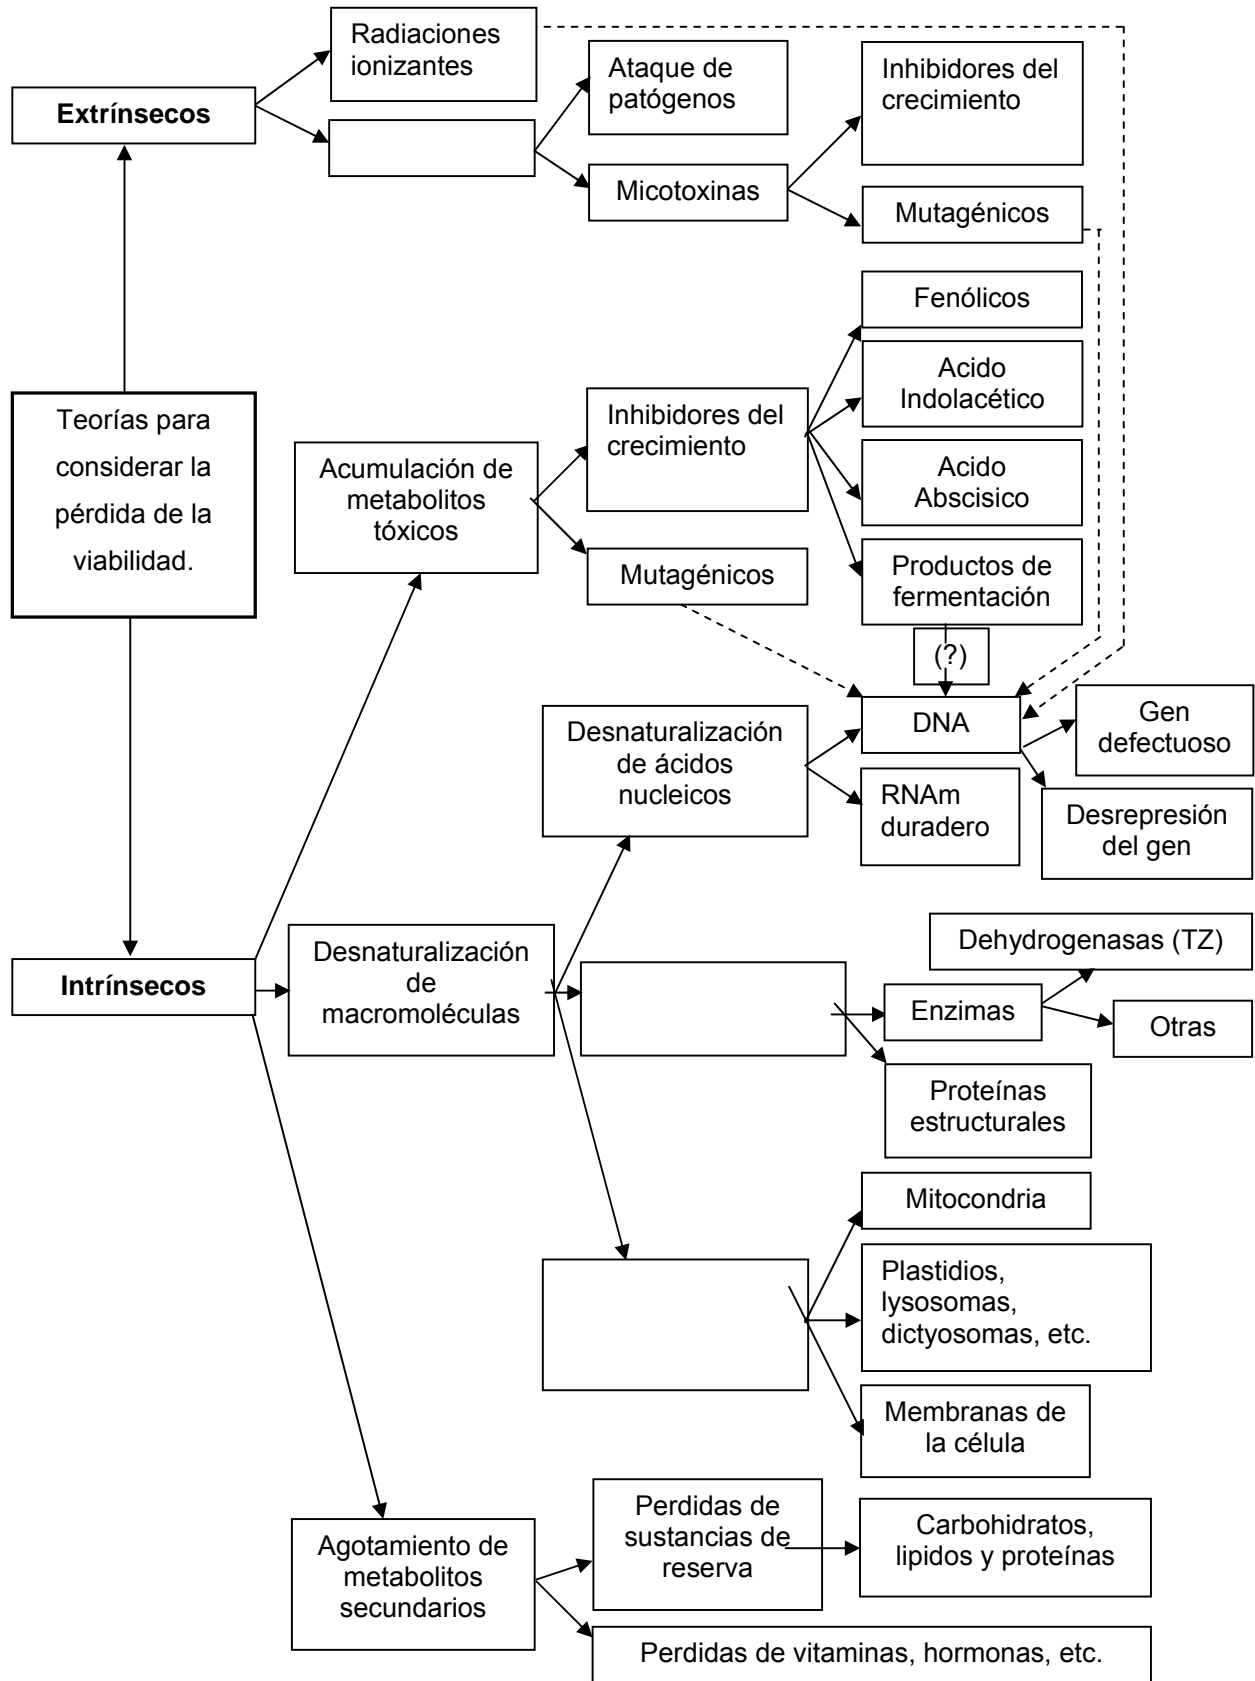 Radiaciones
ionizantes
Extrínsecos
Ataque de
patógenos
Micotoxinas
Inhibidores del
crecimiento
Mutagénicos
Teorías para
considerar la
pérdida de la
viabilidad.
Acumulación de
metabolitos
tóxicos
Inhibidores del
crecimiento
Mutagénicos
Fenólicos
Acido
Indolacético
Acido
Abscisico
Productos de
fermentación
(?)
DNA
Gen
defectuoso
Desrepresión
del gen
Desnaturalización
de ácidos
nucleicos
RNAm
duradero
Intrínsecos
Desnaturalización
de
macromoléculas
Dehydrogenasas (TZ)
Enzimas
Otras
Proteínas
estructurales
Mitocondria
Plastidios,
lysosomas,
dictyosomas, etc.
Membranas de
la célula
Agotamiento de
metabolitos
secundarios
Perdidas de
sustancias de
reserva
Carbohidratos,
lipidos y proteínas
Perdidas de vitaminas, hormonas, etc.